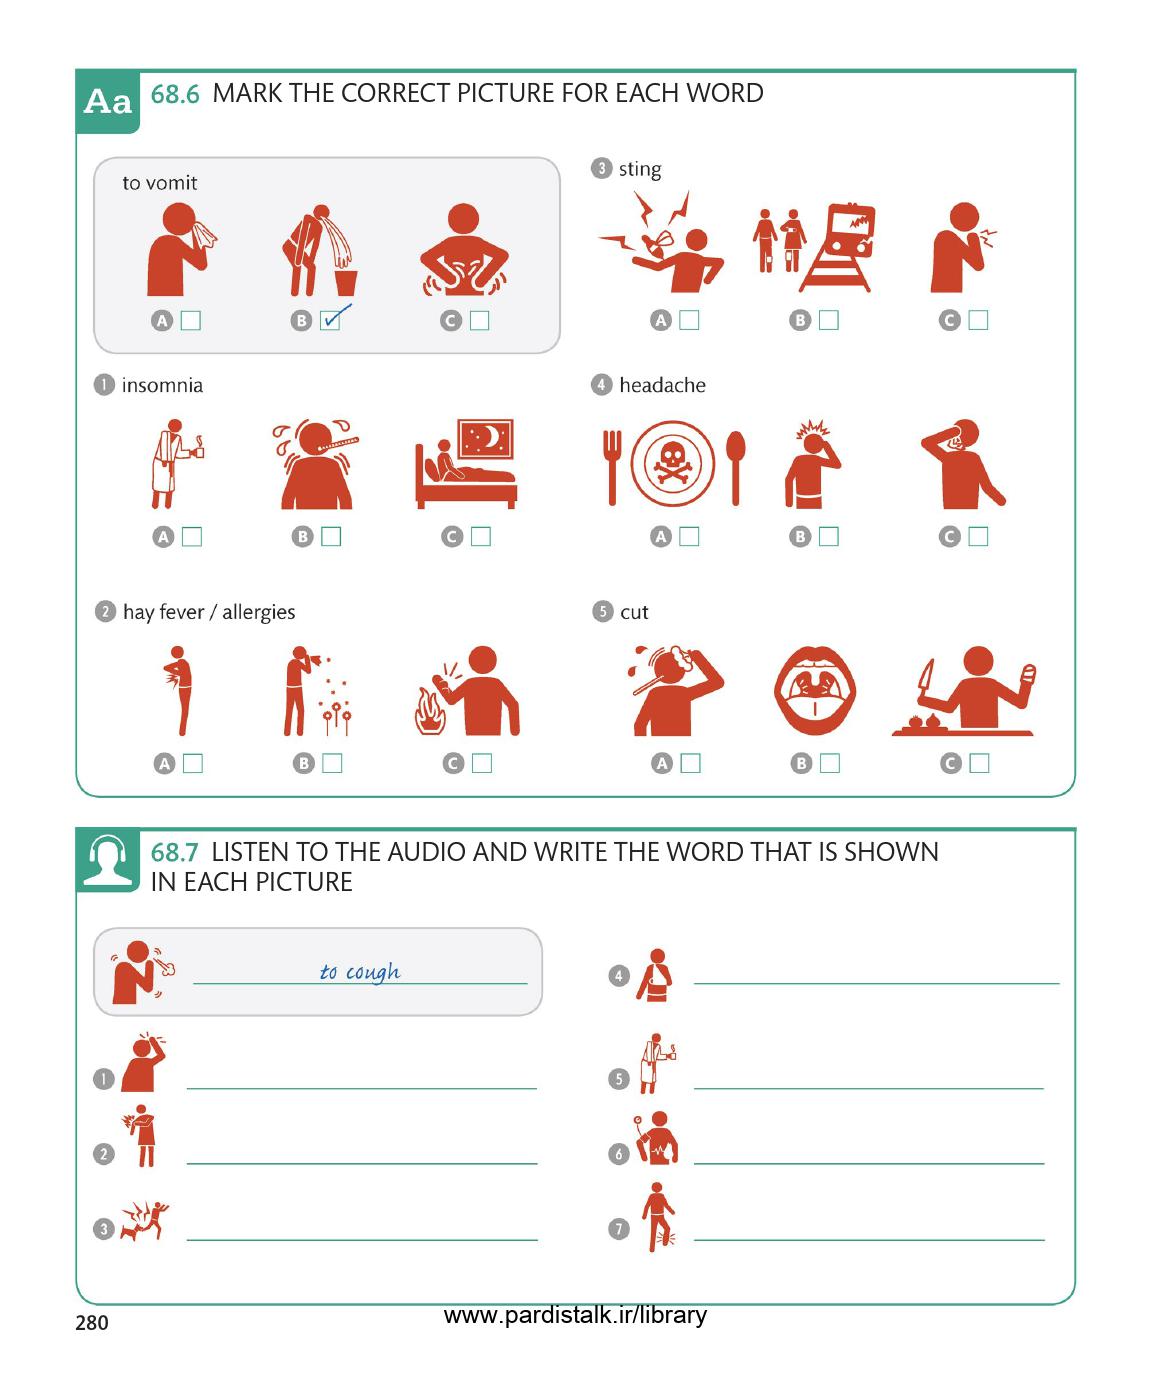 Aa 68.6 MARK THE CORRECT PICTURE FOR EACH WORD
to vomit
A B C
1 insomnia
A B C
2 hay fever / allergies
A B C
3 sting
A B C
4 headache
A B C
5 cut
A B C
68.7 LISTEN TO THE AUDIO AND WRITE THE WORD THAT IS SHOWN
IN EACH PICTURE
to cough
1
2
3
4
5
6
7
280
www.pardistalk.ir/library